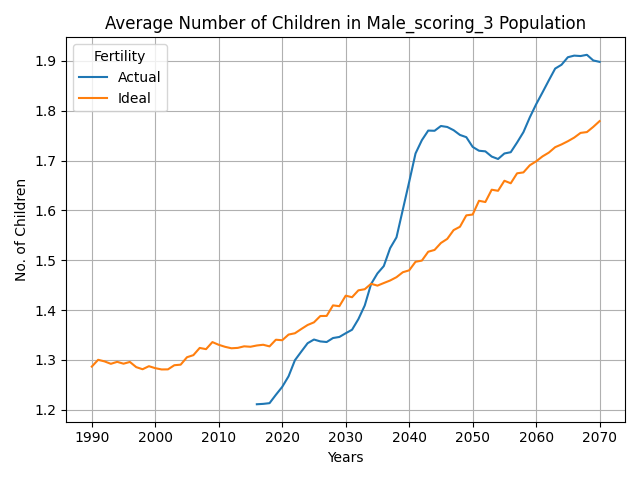 Average Number of Children in Male_scoring_3 Population
Fertility
Actual
Ideal
No. of Children
1.9
1.8
1.7
1.6
1.5
1.4
1.3
1.2
1990 2000 2010 2020 2030 2040 2050 2060 2070
Years